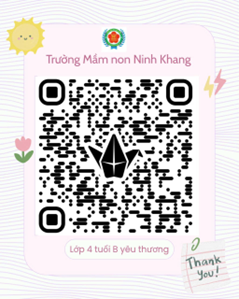 Trường Mầm non Ninh Khang
Lớp 4 tuổi B yêu thương
Thank
You!